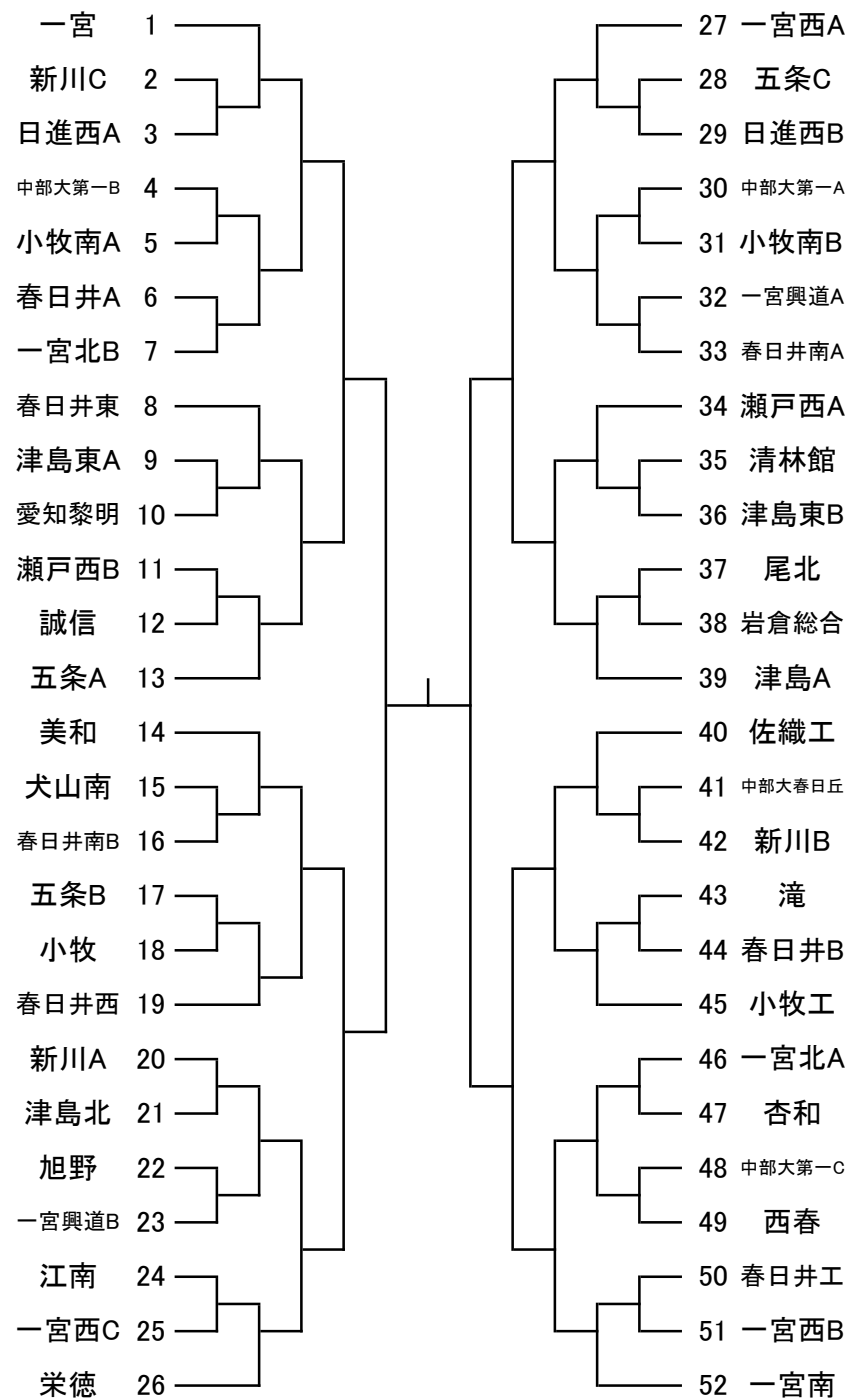 一宮 1
新川C 2
日進西A 3
中部大第一B 4
小牧南A 5
春日井A 6
一宮北B 7
春日井東 8
津島東A 9
愛知黎明 10
瀬戸西B 11
誠信 12
五条A 13
美和 14
犬山南 15
春日井南B 16
五条B 17
小牧 18
春日井西 19
新川A 20
津島北 21
旭野 22
一宮興道B 23
江南 24
一宮西C 25
栄徳 26
27 一宮西A
28 五条C
29 日進西B
30 中部大第一A
31 小牧南B
32 一宮興道A
33 春日井南A
34 瀬戸西A
35 清林館
36 津島東B
37 尾北
38 岩倉総合
39 津島A
40 佐織工
41 中部大春日丘
42 新川B
43 滝
44 春日井B
45 小牧工
46 一宮北A
47 杏和
48 中部大第一C
49 西春
50 春日井工
51 一宮西B
52 一宮南